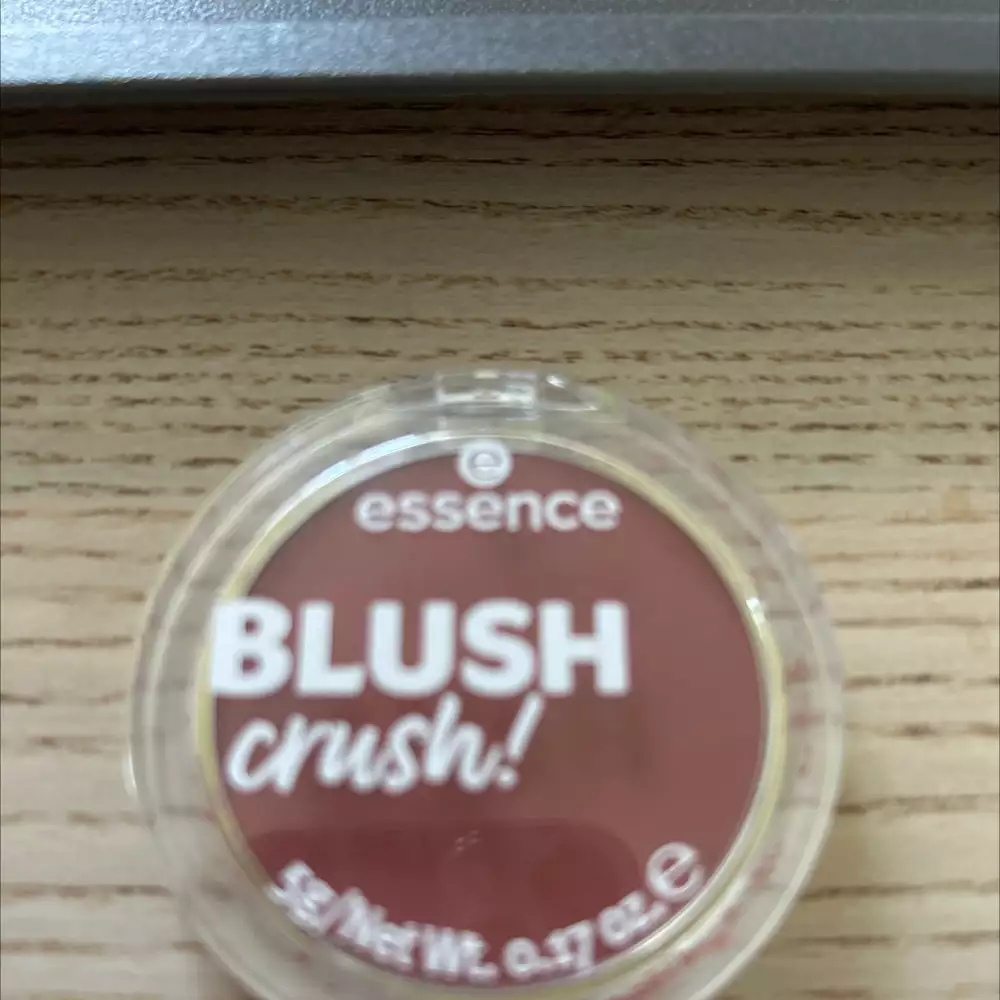 e
essence
BLUSH
crush!
5g/Net Wt. 0.17 oz. e